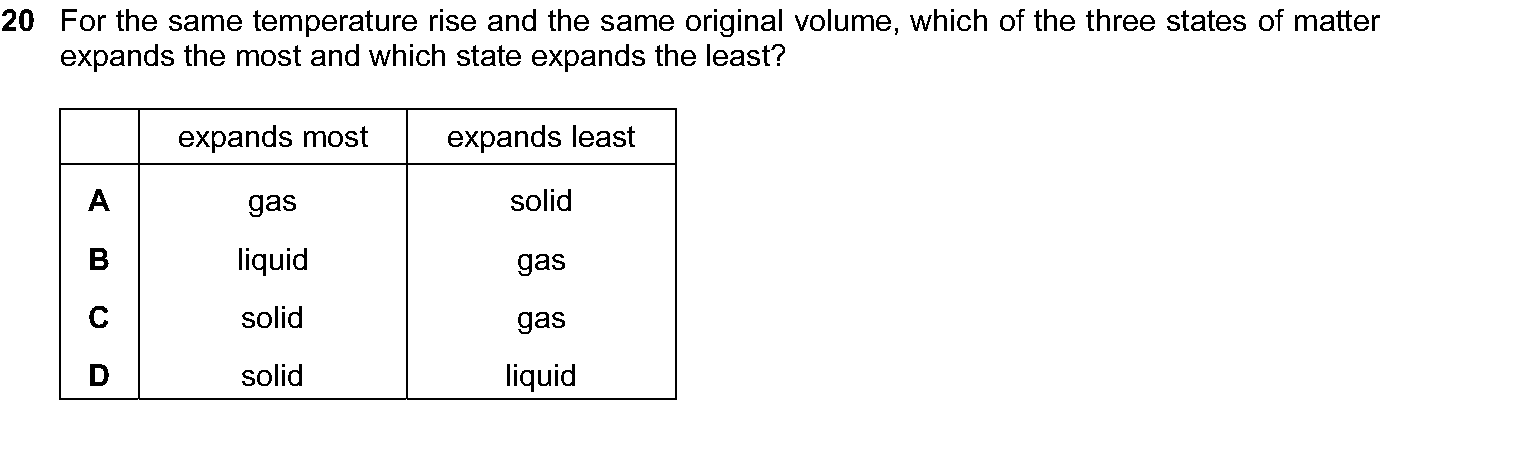 20 For the same temperature rise and the same original volume, which of the three states of matter
expands the most and which state expands the least?
expands most expands least
A gas solid
B liquid gas
C solid gas
D solid liquid